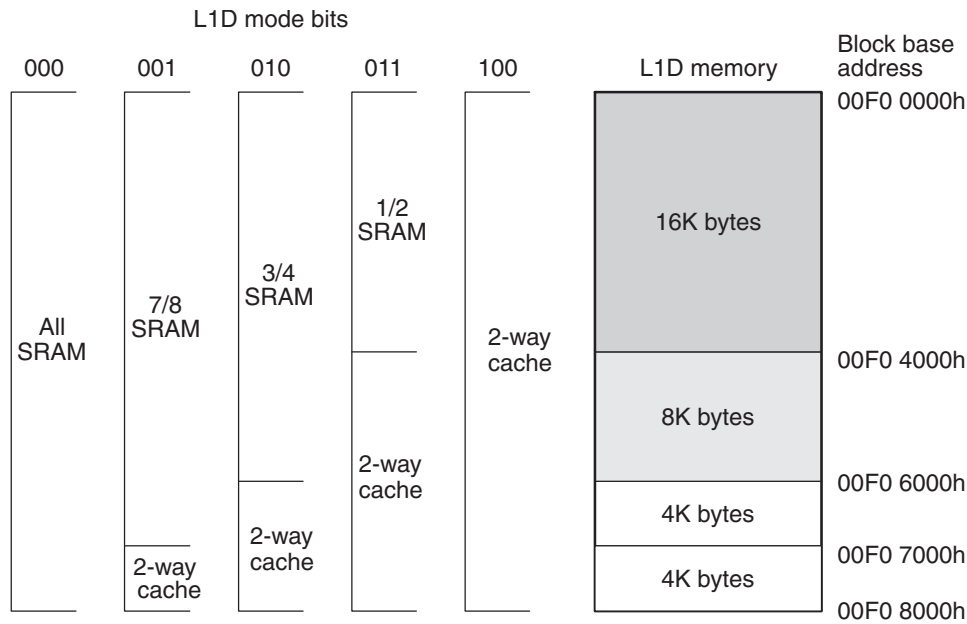 L1D mode bits
000 001 010 011 100 L1D memory
Block base
address
00F0 0000h
1/2
SRAM
16K bytes
3/4
SRAM
7/8
SRAM
All
SRAM
2-way
cache
00F0 4000h
8K bytes
2-way
cache
00F0 6000h
4K bytes
2-way
cache
00F0 7000h
2-way
cache
4K bytes
00F0 8000h